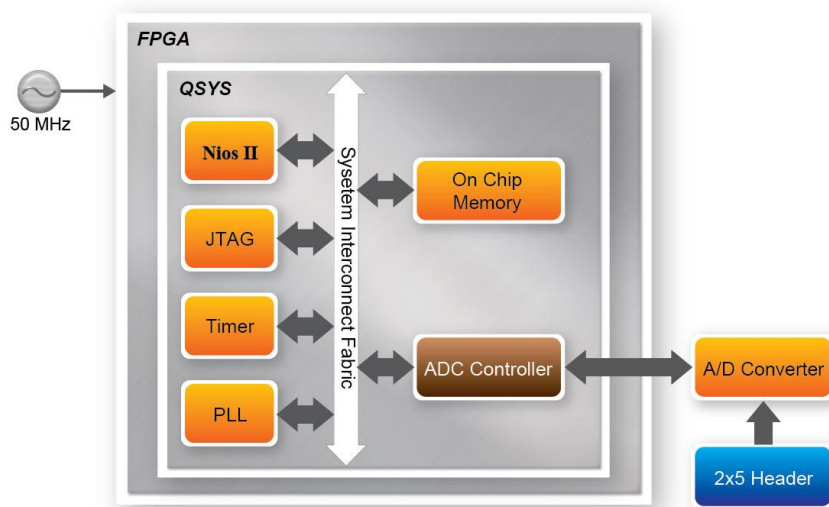 FPGA
QSYS
50 MHz
Nios II
JTAG
Timer
PLL
Sysetem Interconnect Fabric
On Chip
Memory
ADC Controller
A/D Converter
2x5 Header